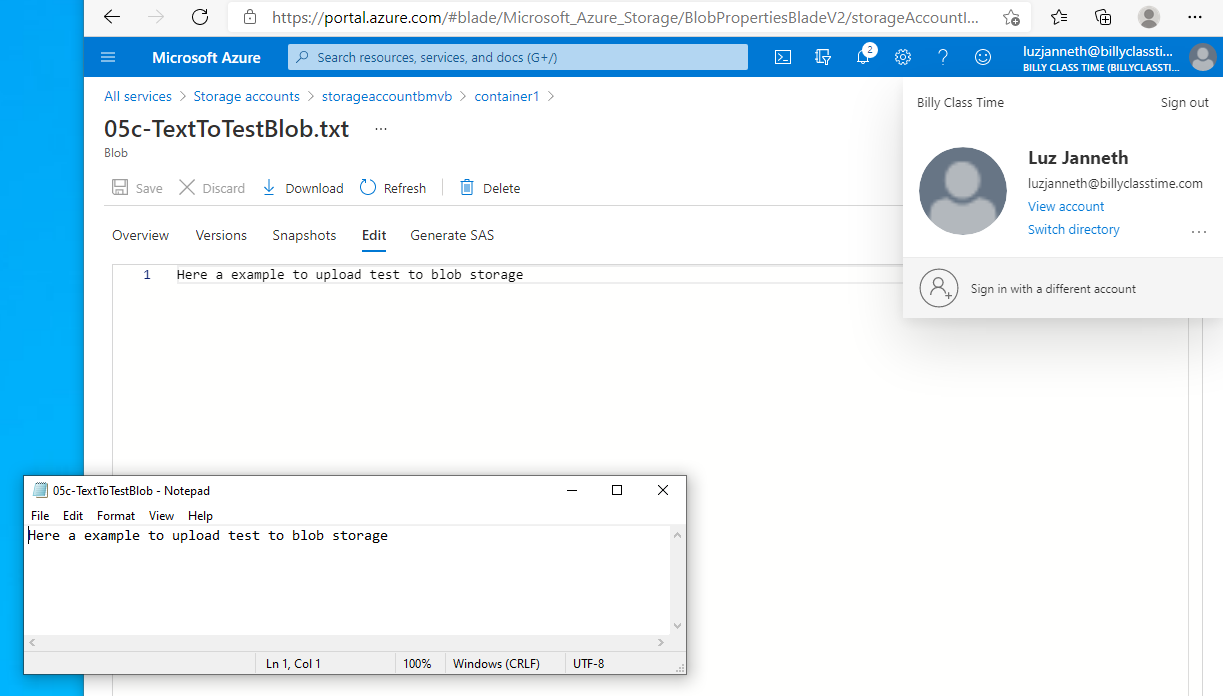 https://portal.azure.com/#blade/Microsoft_Azure_Storage/BlobPropertiesBladeV2/storageAccountI...
Microsoft Azure
Search resources, services, and docs (G+/)
2
luzjanneth@billyclassti...
BILLY CLASS TIME (BILLYCLASSTI...
All services > Storage accounts > storageaccountbmvb > container1 >
05c-TextToTestBlob.txt ...
Blob
Save Discard Download Refresh Delete
Overview Versions Snapshots Edit Generate SAS
1 Here a example to upload test to blob storage
Billy Class Time Sign out
Luz Janneth
luzjanneth@billyclasstime.com
View account
Switch directory ...
Sign in with a different account
05c-TextToTestBlob - Notepad
File Edit Format View Help
Here a example to upload test to blob storage
Ln 1, Col 1 100% Windows (CRLF) UTF-8